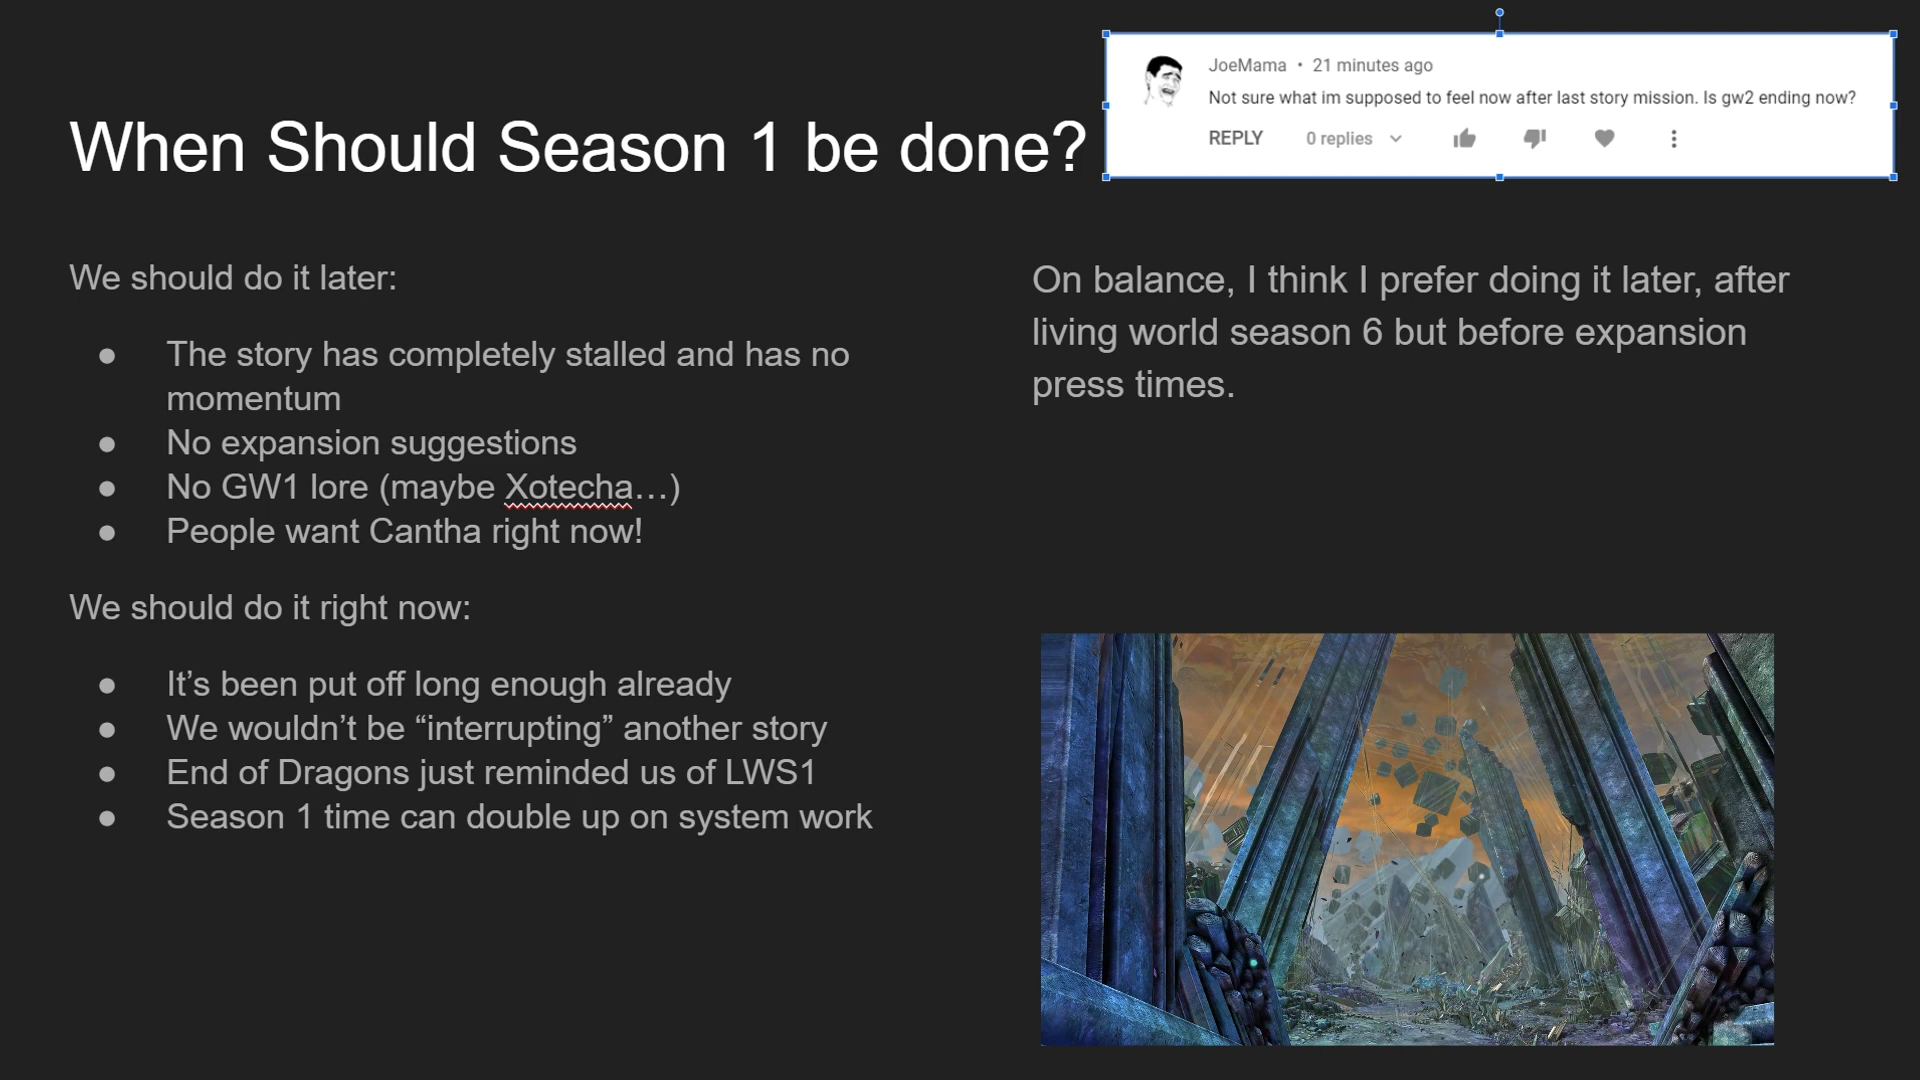 When Should Season 1 be done?
JoeMama • 21 minutes ago
Not sure what im supposed to feel now after last story mission. Is gw2 ending now?
REPLY 0 replies
We should do it later:
● The story has completely stalled and has no
momentum
● No expansion suggestions
● No GW1 lore (maybe Xotecha…)
● People want Cantha right now!
We should do it right now:
● It’s been put off long enough already
● We wouldn’t be “interrupting” another story
● End of Dragons just reminded us of LWS1
● Season 1 time can double up on system work
On balance, I think I prefer doing it later, after
living world season 6 but before expansion
press times.